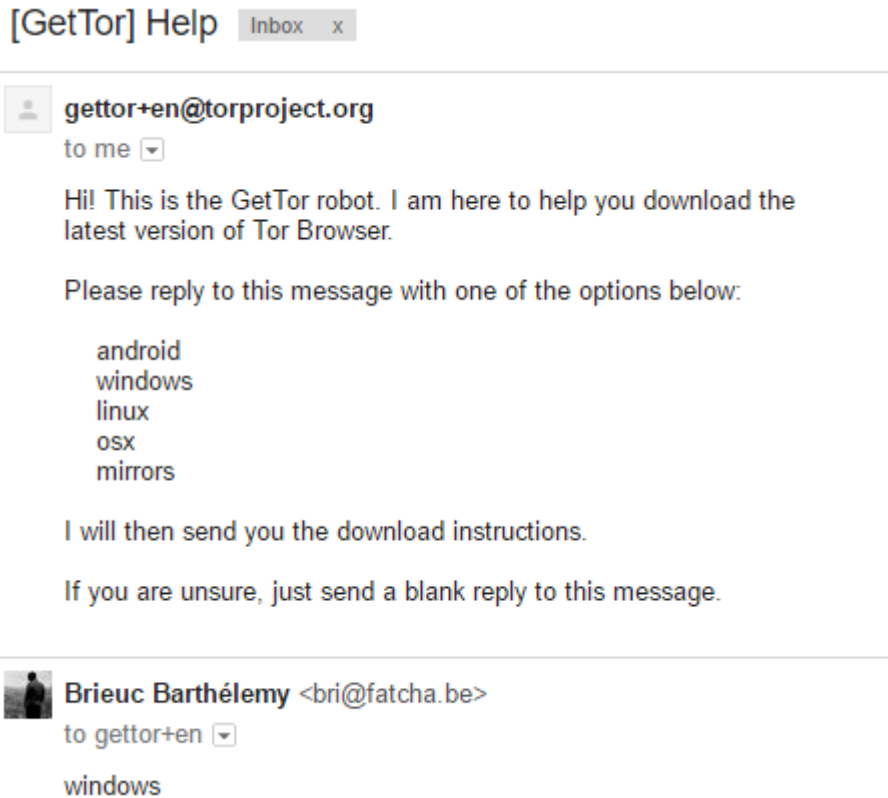 [GetTor] Help Inbox x
gettor+en@torproject.org
to me
Hi! This is the GetTor robot. I am here to help you download the
latest version of Tor Browser.
Please reply to this message with one of the options below:
android
windows
linux
osx
mirrors
I will then send you the download instructions.
If you are unsure, just send a blank reply to this message.
Brieuc Barthélemy <bri@fatcha.be>
to gettor+en
windows